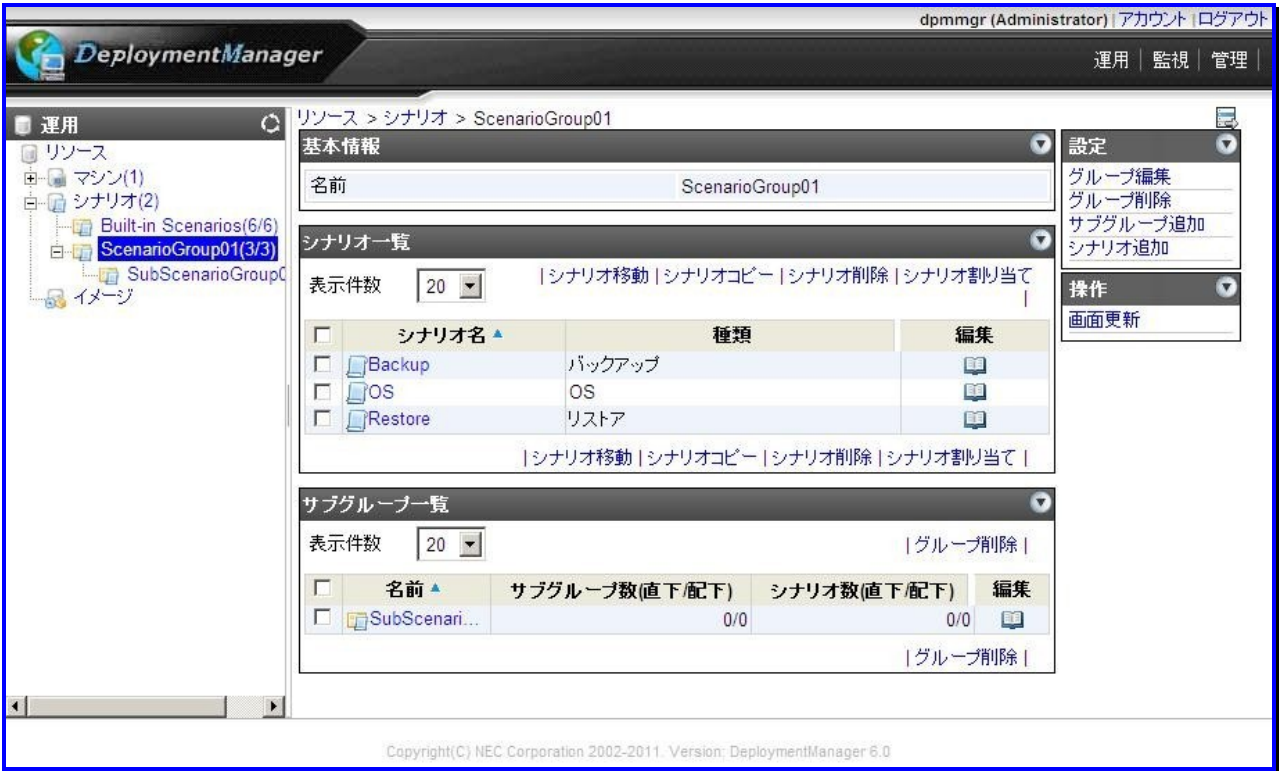 dpmmgr (Administrator) | アカウント | ログアウト
DeploymentManager
運用 | 監視 | 管理 |
運用
リソース
マシン(1)
シナリオ(2)
Built-in Scenarios(6/6)
ScenarioGroup01(3/3)
SubScenarioGroup0
イメージ
リソース > シナリオ > ScenarioGroup01
基本情報
名前 ScenarioGroup01
シナリオ一覧
表示件数 20 | シナリオ移動 | シナリオコピー | シナリオ削除 | シナリオ割り当て
|
シナリオ名 種類 編集
Backup バックアップ
OS OS
Restore リストア
| シナリオ移動 | シナリオコピー | シナリオ削除 | シナリオ割り当て |
サブグループ一覧
表示件数 20 | グループ削除 |
名前 サブグループ数(直下/配下) シナリオ数(直下/配下) 編集
SubScenari... 0/0 0/0
| グループ削除 |
設定
グループ編集
グループ削除
サブグループ追加
シナリオ追加
操作
画面更新
Copyright(C) NEC Corporation 2002-2011. Version: DeploymentManager 6.0